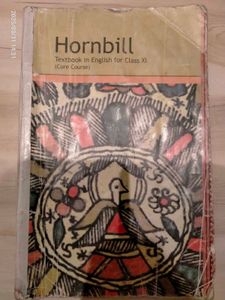 Hornbill
Textbook in English for Class XI
(Core Course)